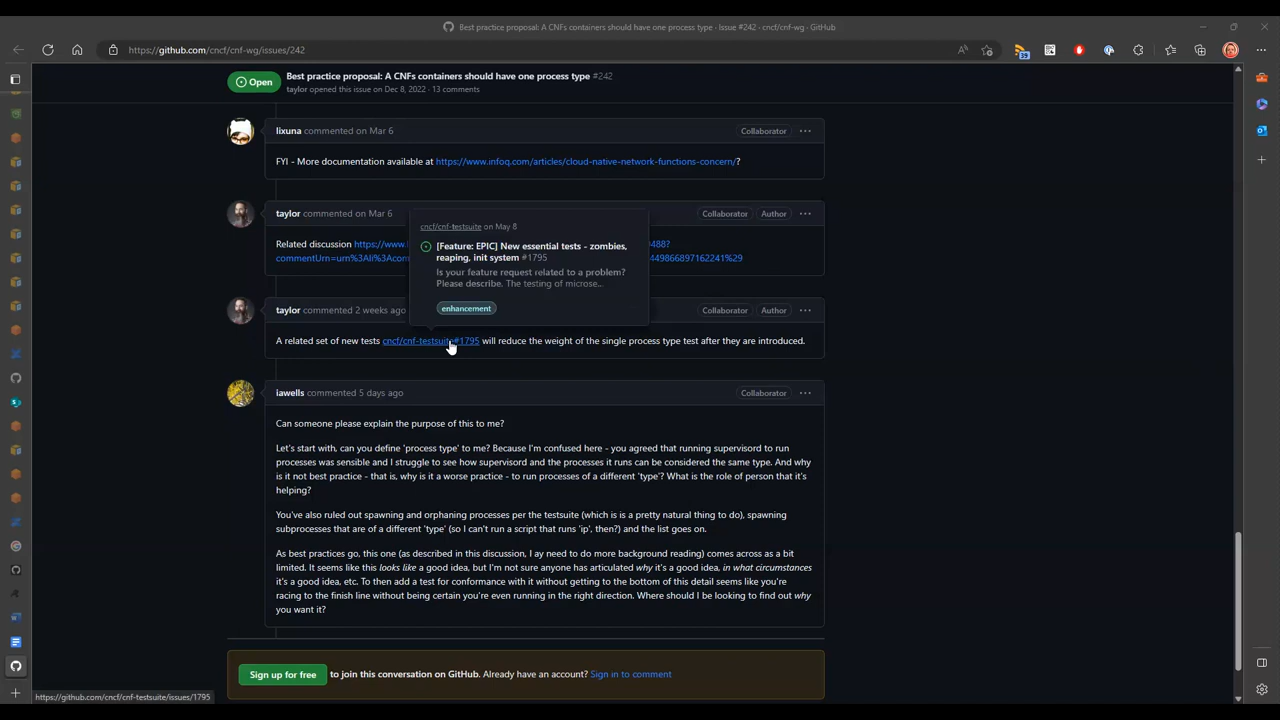 Best practice proposal: A CNFs containers should have one process type · Issue #242 · cncf/cnf-wg · GitHub
https://github.com/cncf/cnf-wg/issues/242
39
Open
Best practice proposal: A CNFs containers should have one process type #242
taylor opened this issue on Dec 8, 2022 · 13 comments
lixuna commented on Mar 6
Collaborator
FYI - More documentation available at https://www.infoq.com/articles/cloud-native-network-functions-concern/?
taylor commented on Mar 6
Collaborator
Author
Related discussion https://www.
0488?
commentUrn=urn%3Ali%3Acom
449866897162241%29
cncf/cnf-testsuite on May 8
[Feature: EPIC] New essential tests - zombies,
reaping, init system #1795
Is your feature request related to a problem?
Please describe. The testing of microse...
enhancement
taylor commented 2 weeks ago
Collaborator
Author
A related set of new tests cncf/cnf-testsuite#1795 will reduce the weight of the single process type test after they are introduced.
iawells commented 5 days ago
Collaborator
Can someone please explain the purpose of this to me?
Let's start with, can you define 'process type' to me? Because I'm confused here - you agreed that running supervisord to run
processes was sensible and I struggle to see how supervisord and the processes it runs can be considered the same type. And why
is it not best practice - that is, why is it a worse practice - to run processes of a different 'type'? What is the role of person that it's
helping?
You've also ruled out spawning and orphaning processes per the testsuite (which is is a pretty natural thing to do), spawning
subprocesses that are of a different 'type' (so I can't run a script that runs 'ip', then?) and the list goes on.
As best practices go, this one (as described in this discussion, I ay need to do more background reading) comes across as a bit
limited. It seems like this looks like a good idea, but I'm not sure anyone has articulated why it's a good idea, in what circumstances
it's a good idea, etc. To then add a test for conformance with it without getting to the bottom of this detail seems like you're
racing to the finish line without being certain you're even running in the right direction. Where should I be looking to find out why
you want it?
Sign up for free to join this conversation on GitHub. Already have an account? Sign in to comment
https://github.com/cncf/cnf-testsuite/issues/1795